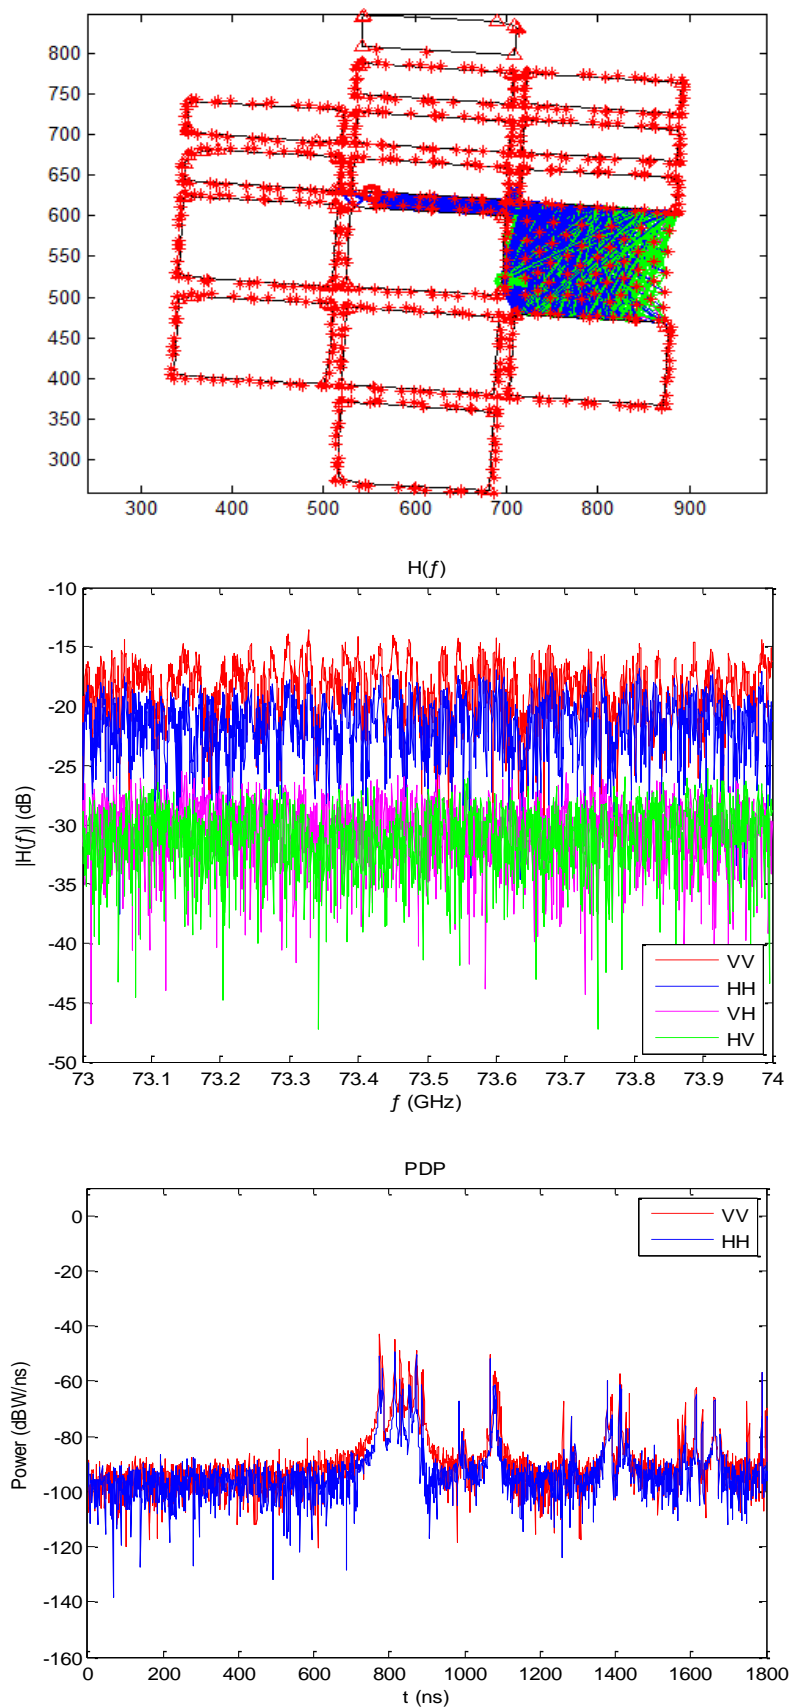 800
750
700
650
600
550
500
450
400
350
300
300 400 500 600 700 800 900
H(ƒ)
-10
-15
-20
-25
-30
-35
-40
-45
-50
|H(ƒ)| (dB)
VV
HH
VH
HV
73 73.1 73.2 73.3 73.4 73.5 73.6 73.7 73.8 73.9 74
ƒ (GHz)
PDP
0
-20
-40
-60
-80
-100
-120
-140
-160
Power (dBW/ns)
VV
HH
0 200 400 600 800 1000 1200 1400 1600 1800
t (ns)